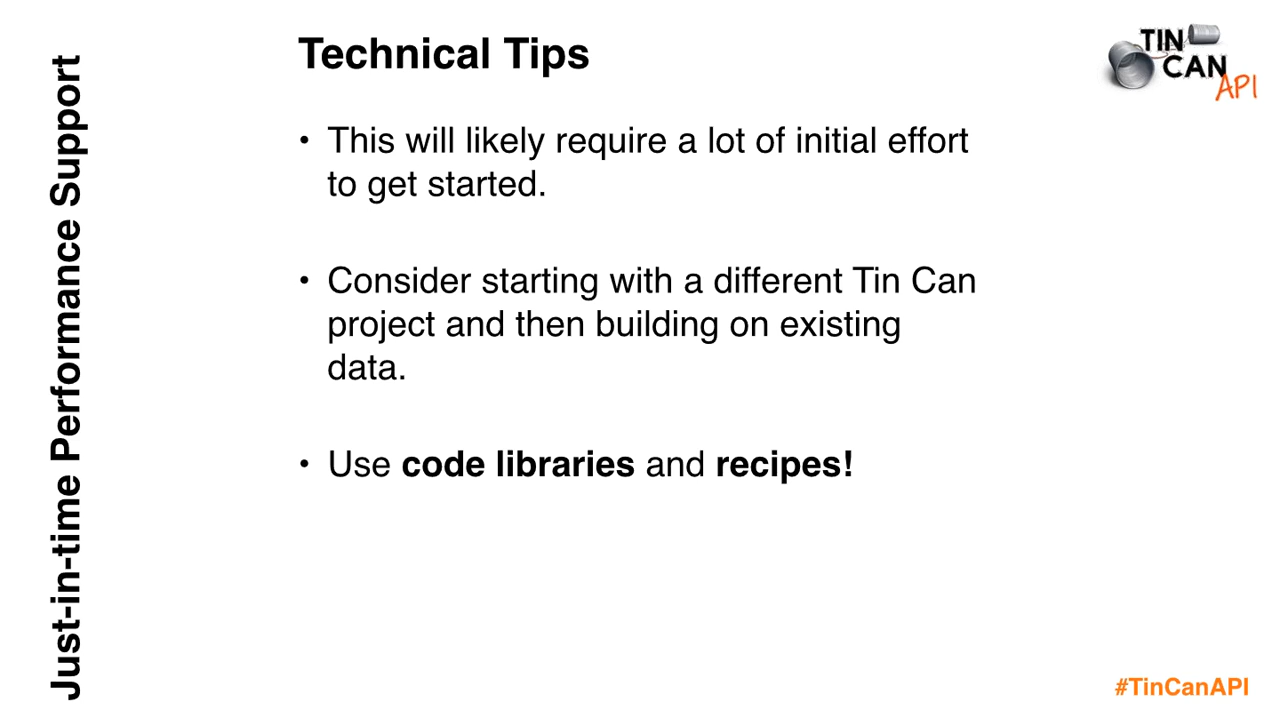 Just-in-time Performance Support
Technical Tips
TIN
CAN
API
• This will likely require a lot of initial effort
to get started.
• Consider starting with a different Tin Can
project and then building on existing
data.
• Use code libraries and recipes!
#TinCanAPI